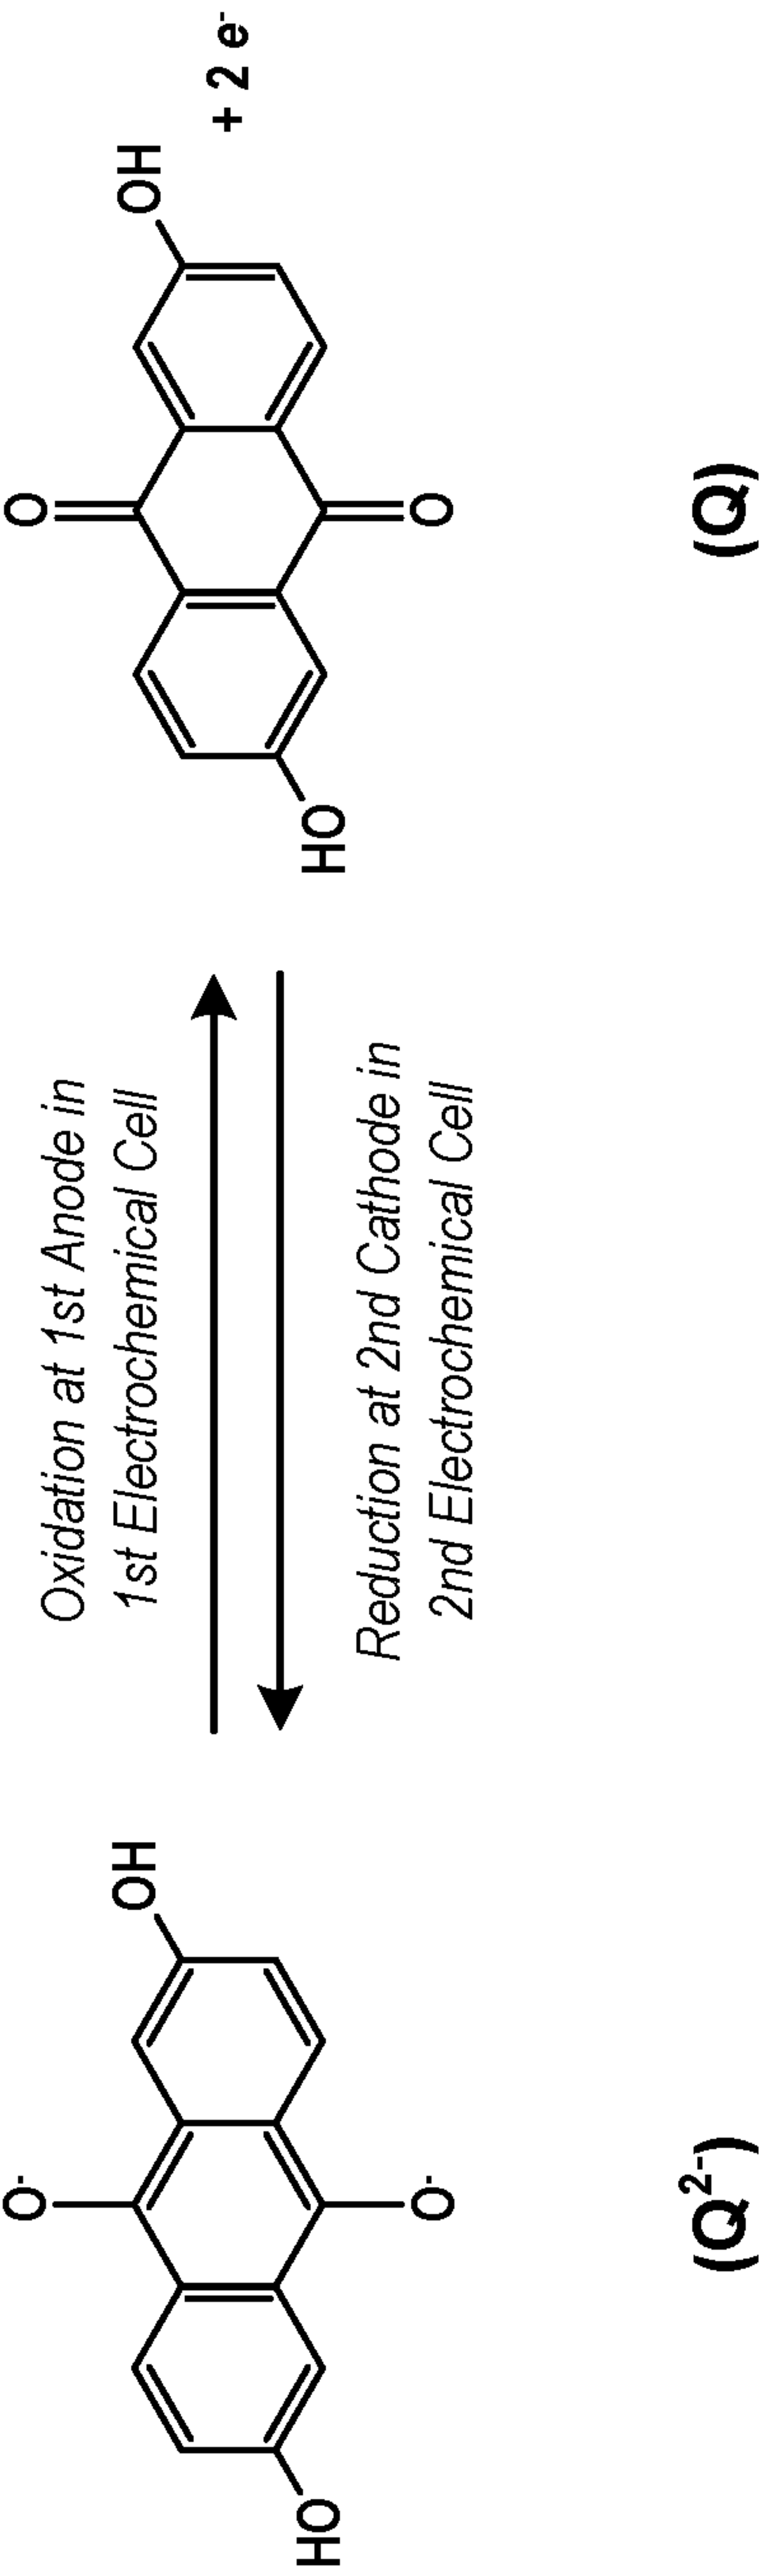 O-
OH
HO
O-
(Q2-)
Oxidation at 1st Anode in
1st Electrochemical Cell
Reduction at 2nd Cathode in
2nd Electrochemical Cell
O
OH
+ 2 e-
HO
O
(Q)